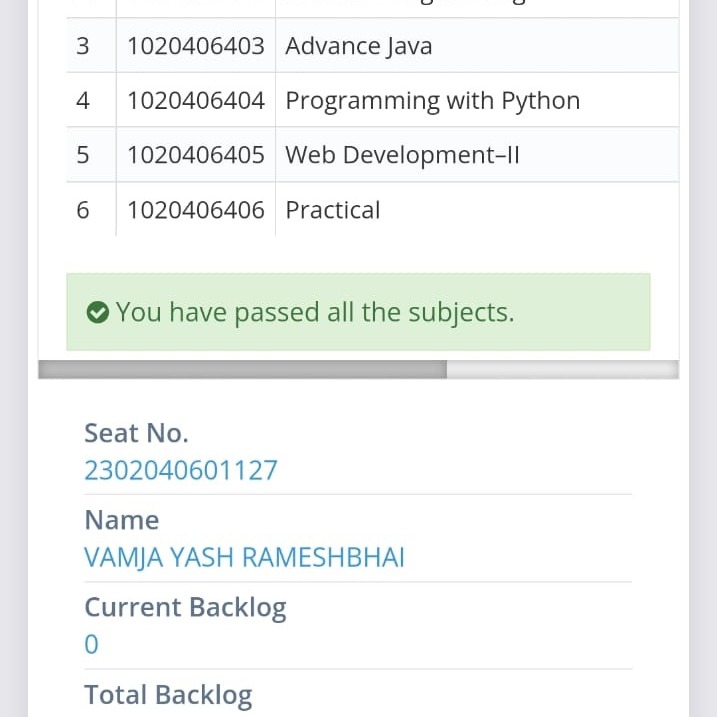 3 1020406403 Advance Java
4 1020406404 Programming with Python
5 1020406405 Web Development–II
6 1020406406 Practical
You have passed all the subjects.
Seat No.
2302040601127
Name
VAMJA YASH RAMESHBHAI
Current Backlog
0
Total Backlog